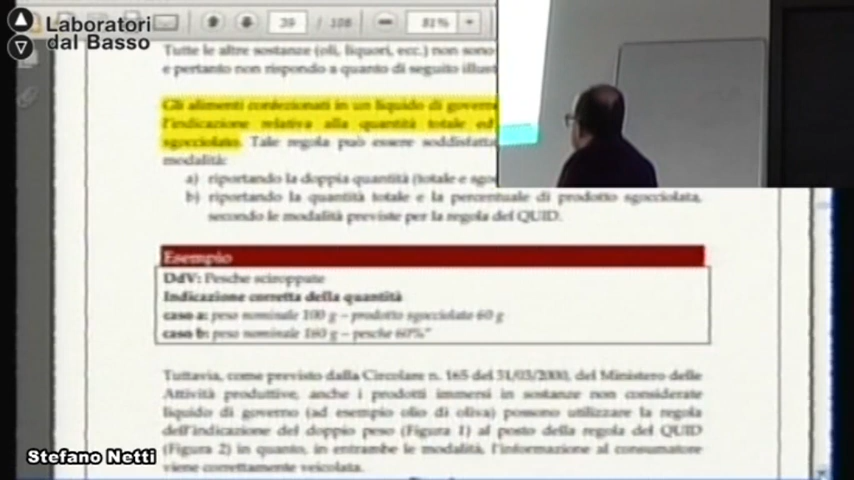 Laboratori
dal Basso
39 / 108
81%
Tutte le altre sostanze (oli, liquori, ecc.) non sono
e pertanto non rispondo a quanto di seguito illust
Gli alimenti confezionati in un liquido di governo
l'indicazione relativa alla quantità totale ed
sgocciolato. Tale regola può essere soddisfatta
modalità:
a) riportando la doppia quantità (totale e sgoc
b) riportando la quantità totale e la percentuale di prodotto sgocciolata,
secondo le modalità previste per la regola del QUID.
Esempio
DdV: Pesche sciroppate
Indicazione corretta della quantità
caso a: peso nominale 100 g – prodotto sgocciolato 60 g
caso b: peso nominale 160 g – pesche 60%"
Tuttavia, come previsto dalla Circolare n. 165 del 31/03/2000, del Ministero delle
Attività produttive, anche i prodotti immersi in sostanze non considerate
liquido di governo (ad esempio olio di oliva) possono utilizzare la regola
dell'indicazione del doppio peso (Figura 1) al posto della regola del QUID
(Figura 2) in quanto, in entrambe le modalità, l'informazione al consumatore
viene correttamente veicolata.
Stefano Netti